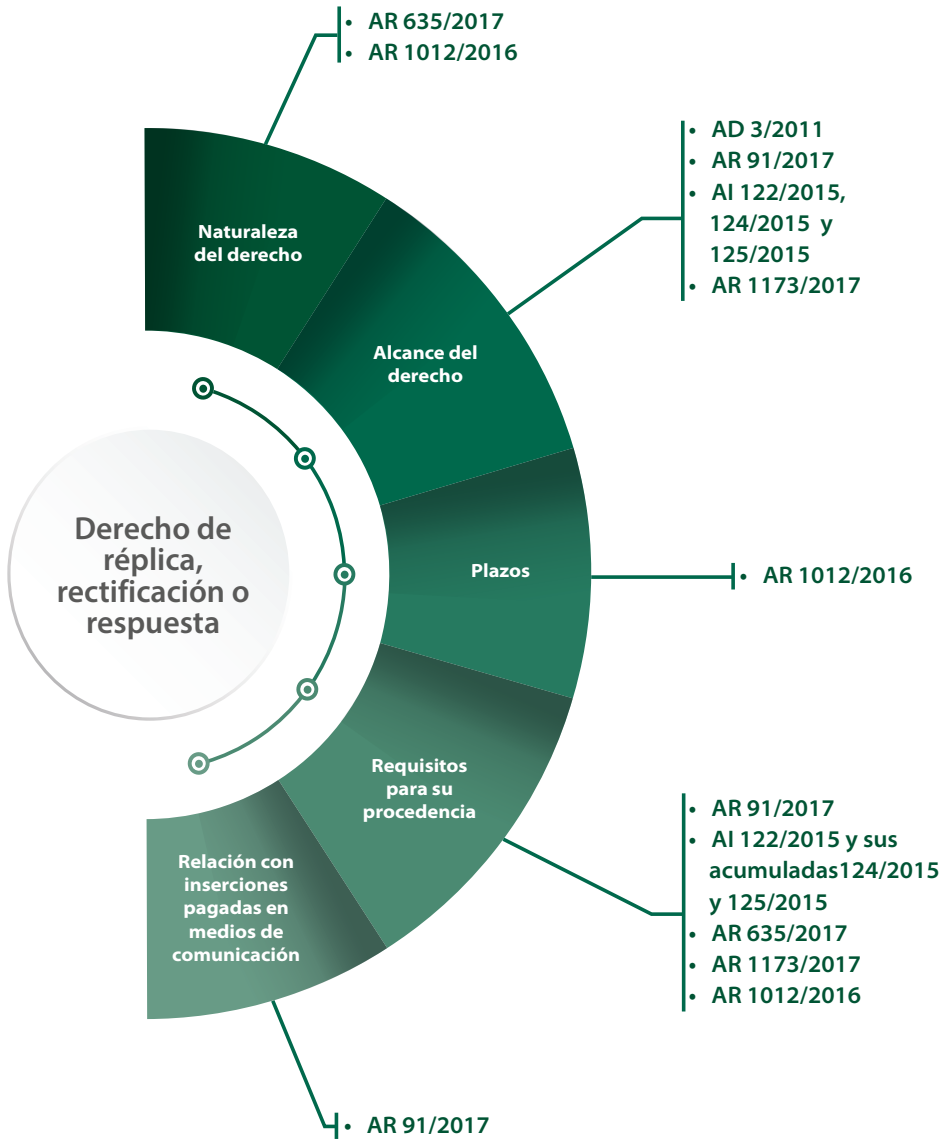 • AR 635/2017
• AR 1012/2016
Naturaleza
del derecho
• AD 3/2011
• AR 91/2017
• AI 122/2015,
124/2015 y
125/2015
• AR 1173/2017
Alcance del
derecho
Derecho de
réplica,
rectificación o
respuesta
Plazos
• AR 1012/2016
Requisitos
para su
procedencia
• AR 91/2017
• AI 122/2015 y sus
acumuladas124/2015
y 125/2015
• AR 635/2017
• AR 1173/2017
• AR 1012/2016
Relación con
inserciones
pagadas en
medios de
comunicación
• AR 91/2017